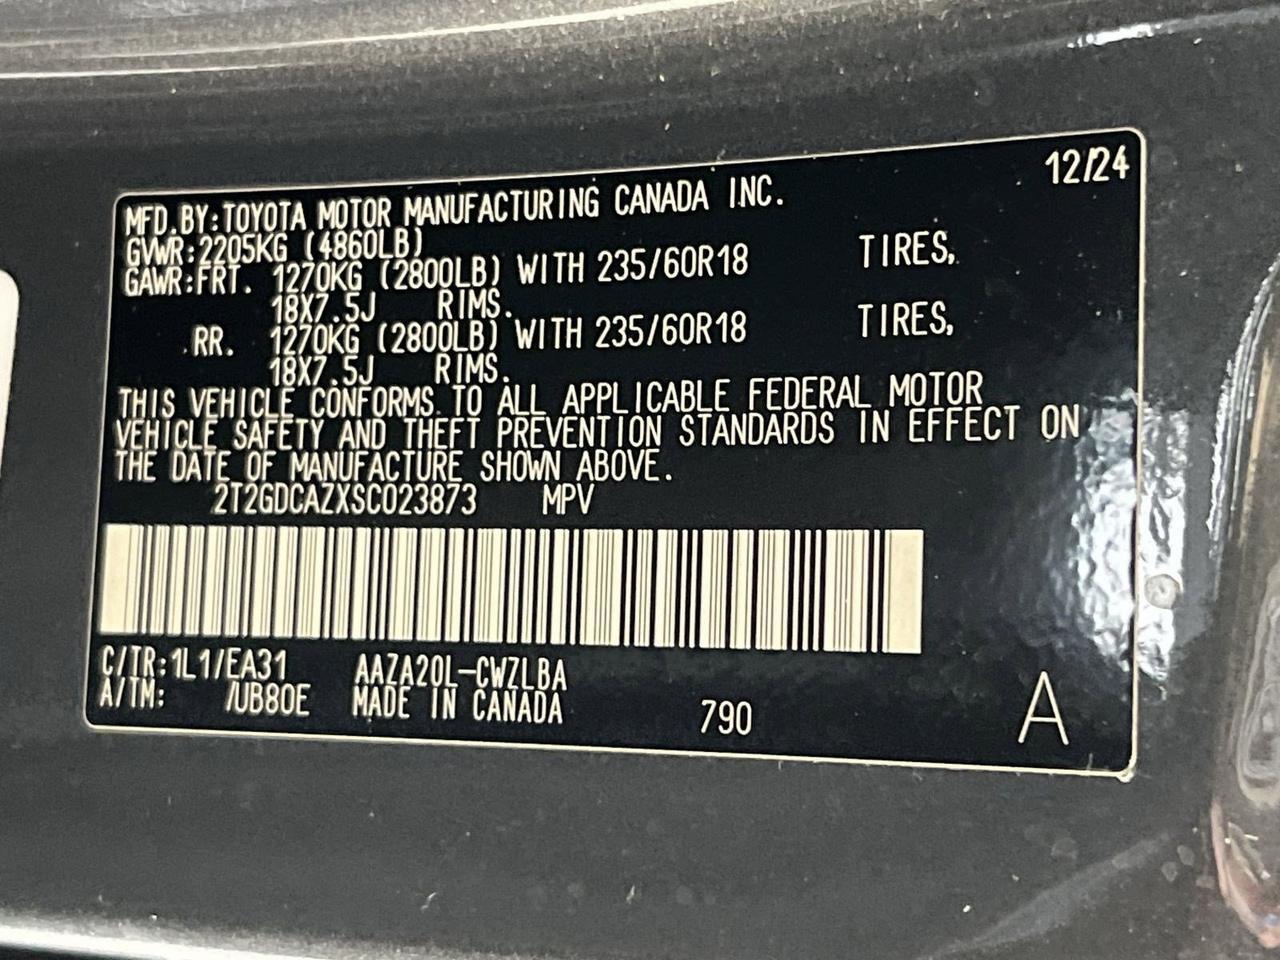 12/24
MFD.BY:TOYOTA MOTOR MANUFACTURING CANADA INC.
GVWR:2205KG (4860LB)
GAWR:FRT. 1270KG (2800LB) WITH 235/60R18 TIRES,
18X7.5J RIMS.
RR. 1270KG (2800LB) WITH 235/60R18 TIRES,
18X7.5J RIMS.
THIS VEHICLE CONFORMS TO ALL APPLICABLE FEDERAL MOTOR
VEHICLE SAFETY AND THEFT PREVENTION STANDARDS IN EFFECT ON
THE DATE OF MANUFACTURE SHOWN ABOVE.
2T2GDCAZXSC023873 MPV
C/TR:1L1/EA31 AAZA20L-CWZLBA
A/TM: /UB80E MADE IN CANADA 790 A